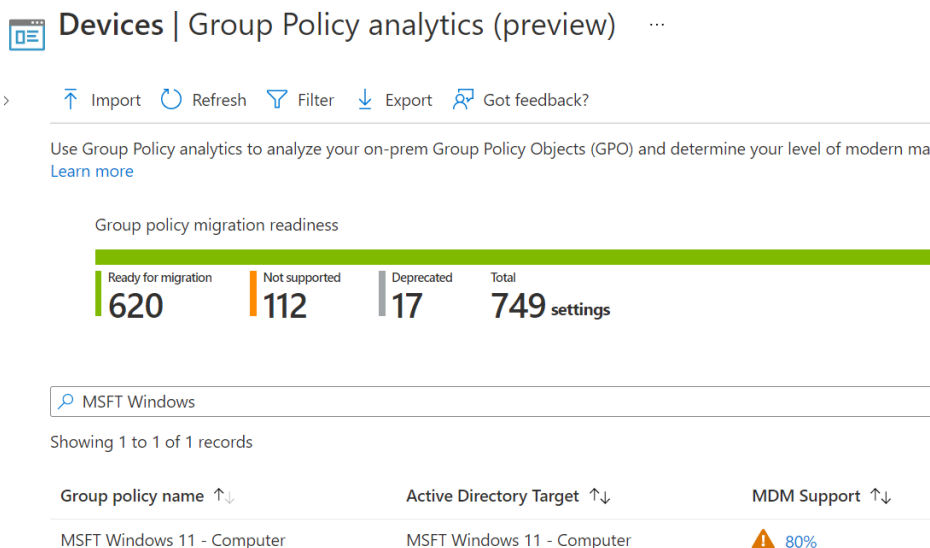 Devices | Group Policy analytics (preview) ...
Import Refresh Filter Export Got feedback?
Use Group Policy analytics to analyze your on-prem Group Policy Objects (GPO) and determine your level of modern ma
Learn more
Group policy migration readiness
Ready for migration Not supported Deprecated Total
620 112 17 749 settings
MSFT Windows
Showing 1 to 1 of 1 records
Group policy name Active Directory Target MDM Support
MSFT Windows 11 - Computer MSFT Windows 11 - Computer 80%